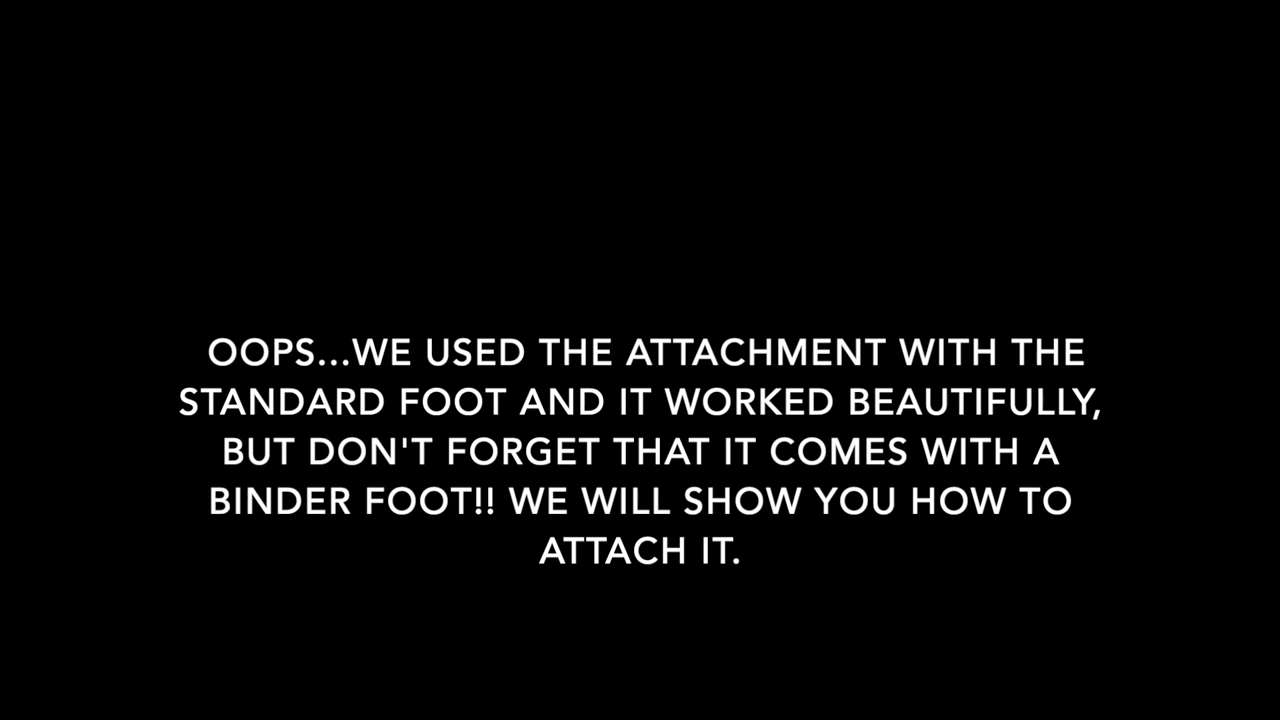 OOPS...WE USED THE ATTACHMENT WITH THE
STANDARD FOOT AND IT WORKED BEAUTIFULLY,
BUT DON'T FORGET THAT IT COMES WITH A
BINDER FOOT!! WE WILL SHOW YOU HOW TO
ATTACH IT.